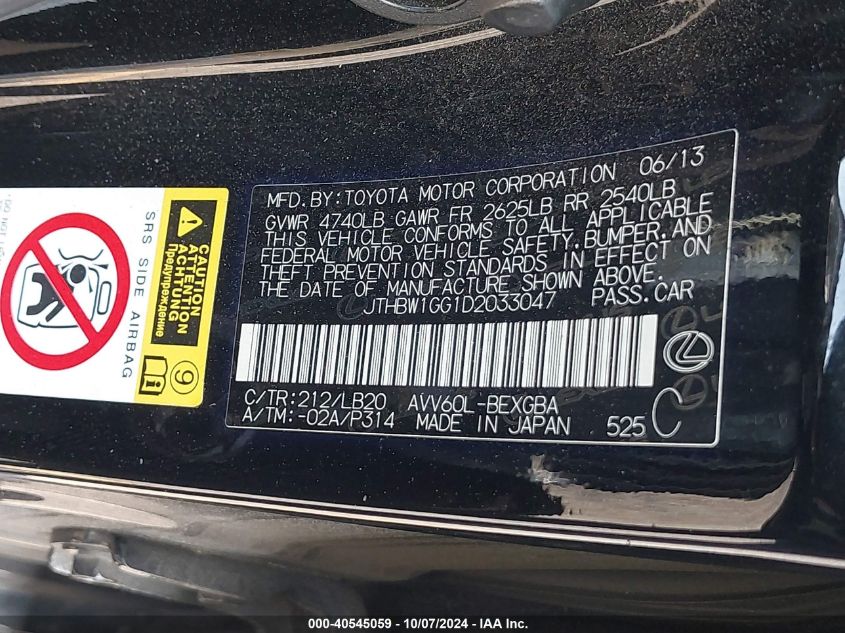 MFD. BY: TOYOTA MOTOR CORPORATION 06/13
GVWR 4740LB GAWR FR 2625LB RR 2540LB
THIS VEHICLE CONFORMS TO ALL APPLICABLE
FEDERAL MOTOR VEHICLE SAFETY, BUMPER, AND
THEFT PREVENTION STANDARDS IN EFFECT ON
THE DATE OF MANUFACTURE SHOWN ABOVE.
JTHBW1GG1D2033047 PASS. CAR
C/TR: 212/LB20 AVV60L-BEXGBA
A/TM: -02A/P314 MADE IN JAPAN 525 C
SRS SIDE AIRBAG
CAUTION
ACTTENTION
ACHTUNG
Предупреждение
9
000-40545059 - 10/07/2024 - IAA Inc.